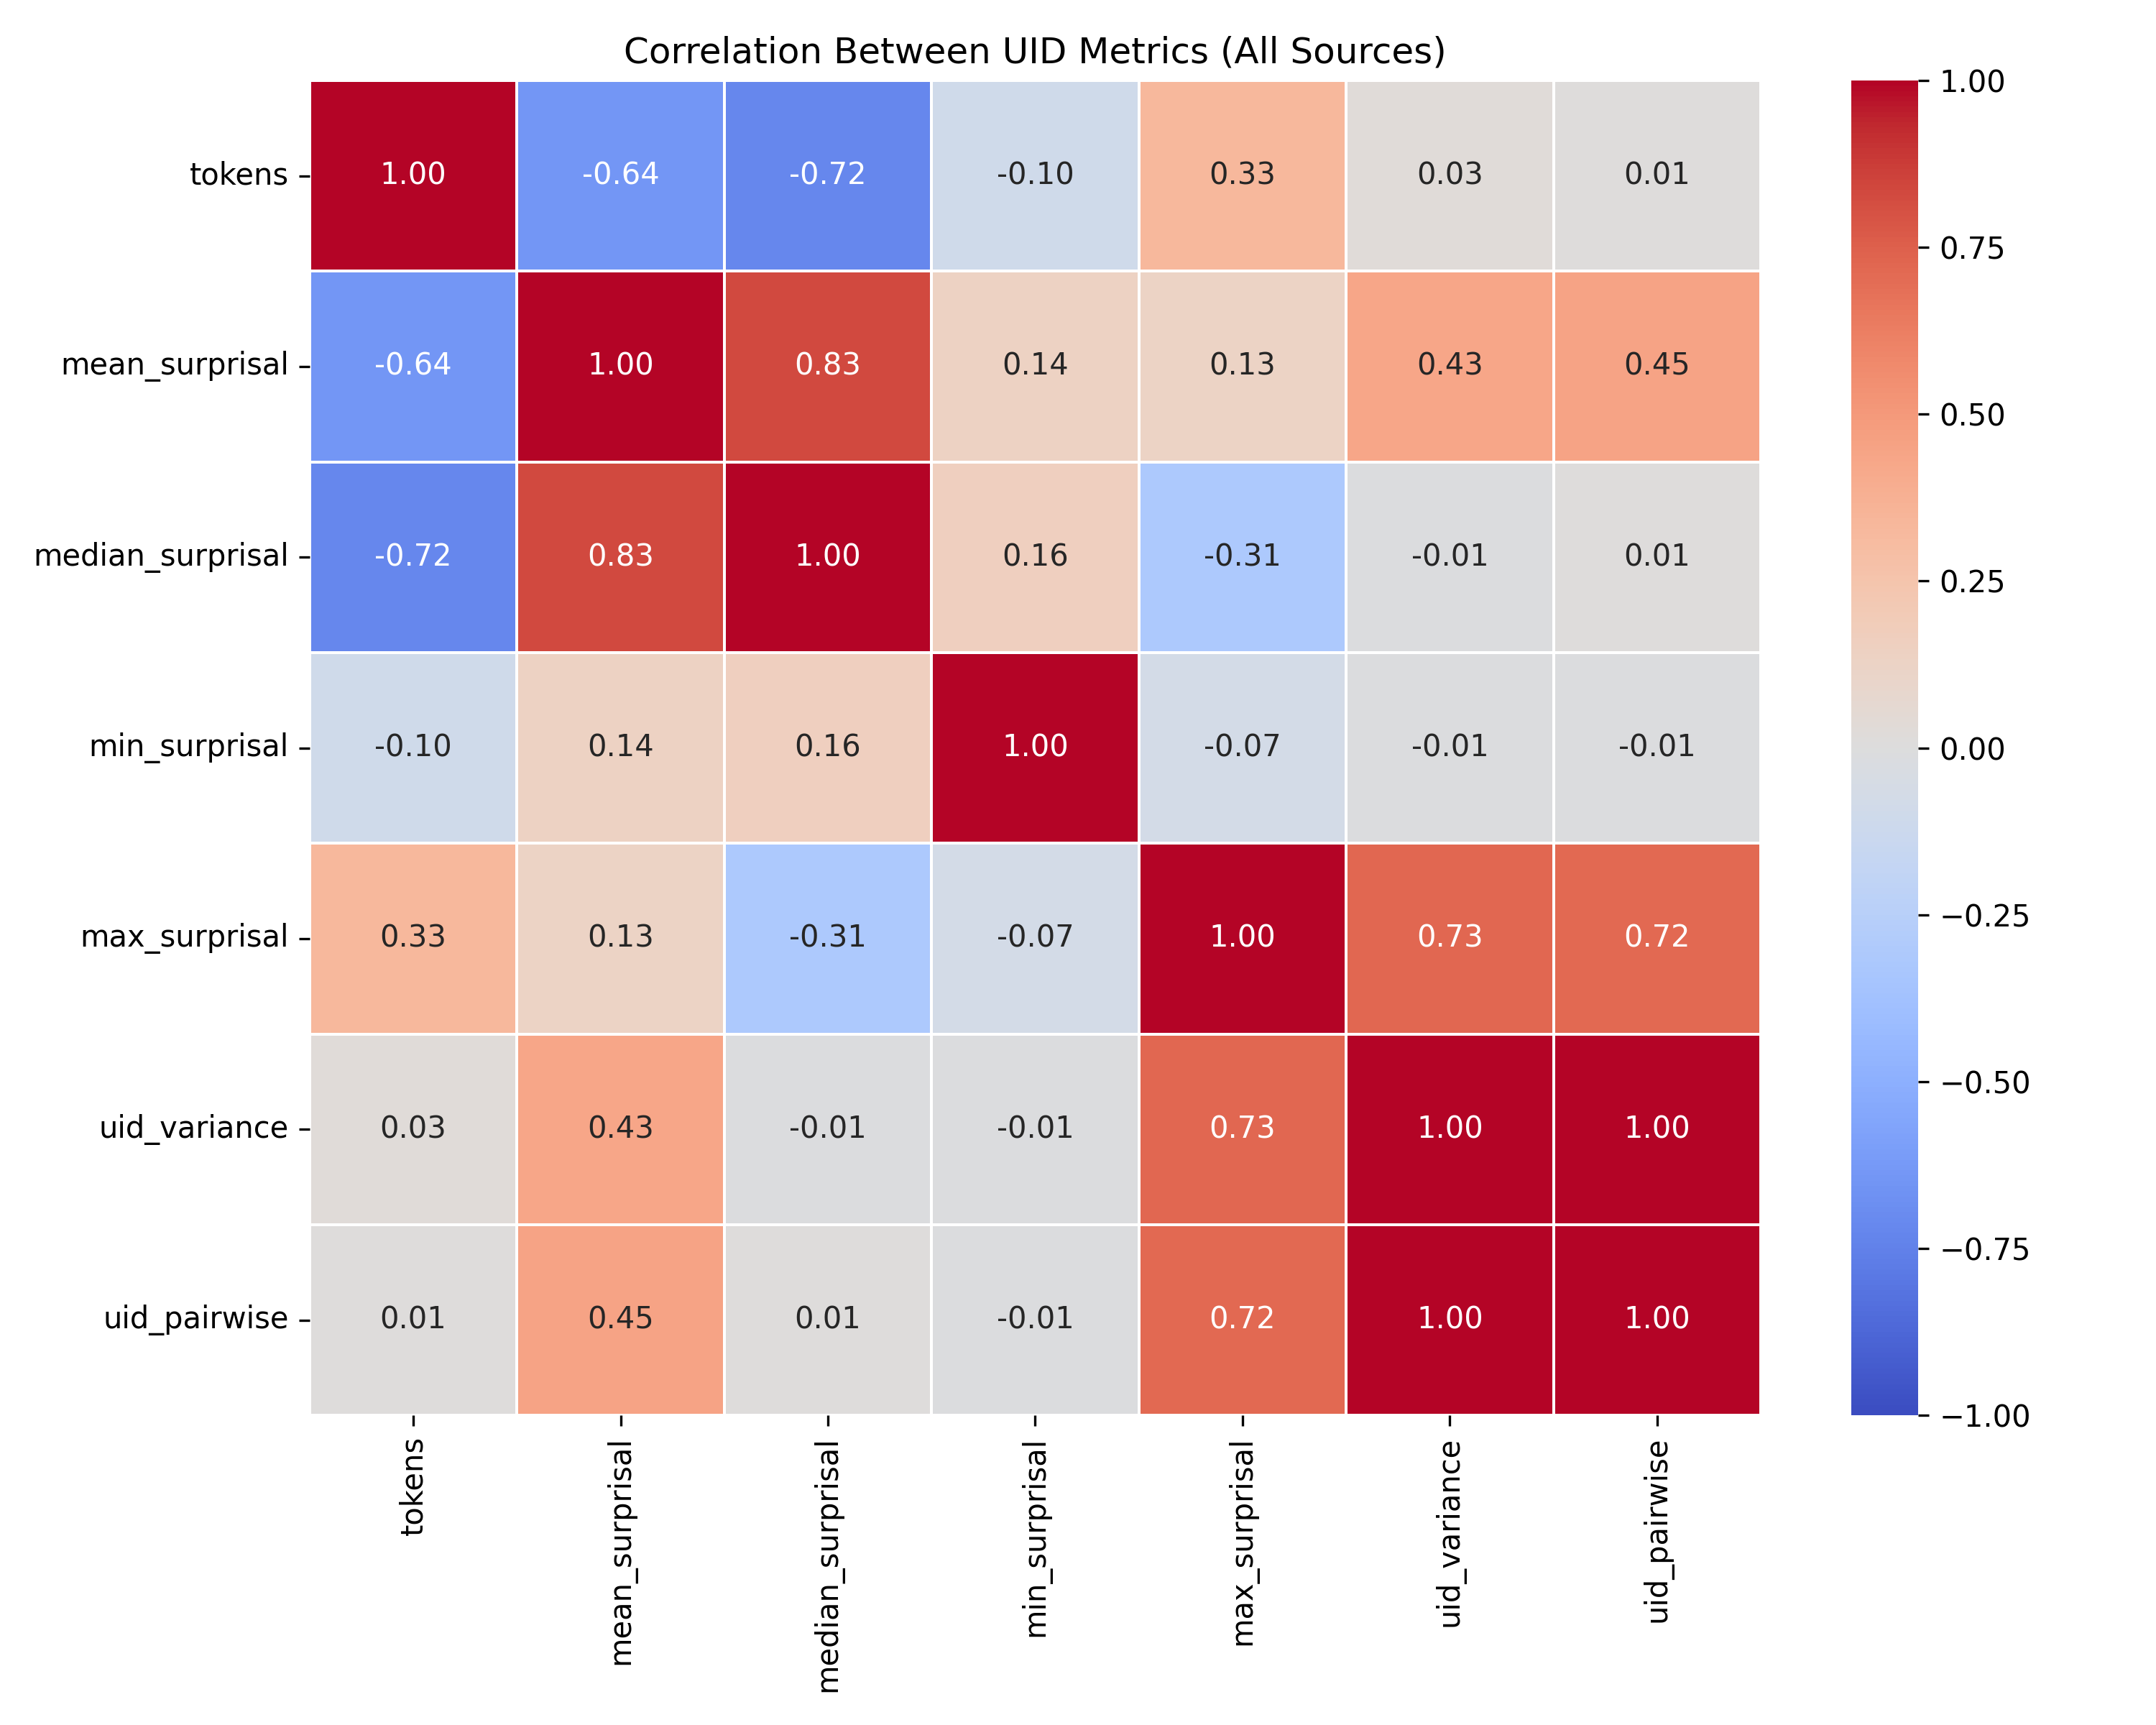 Correlation Between UID Metrics (All Sources)
tokens 1.00 -0.64 -0.72 -0.10 0.33 0.03 0.01
mean_surprisal -0.64 1.00 0.83 0.14 0.13 0.43 0.45
median_surprisal -0.72 0.83 1.00 0.16 -0.31 -0.01 0.01
min_surprisal -0.10 0.14 0.16 1.00 -0.07 -0.01 -0.01
max_surprisal 0.33 0.13 -0.31 -0.07 1.00 0.73 0.72
uid_variance 0.03 0.43 -0.01 -0.01 0.73 1.00 1.00
uid_pairwise 0.01 0.45 0.01 -0.01 0.72 1.00 1.00
tokens
mean_surprisal
median_surprisal
min_surprisal
max_surprisal
uid_variance
uid_pairwise
1.00
0.75
0.50
0.25
0.00
−0.25
−0.50
−0.75
−1.00